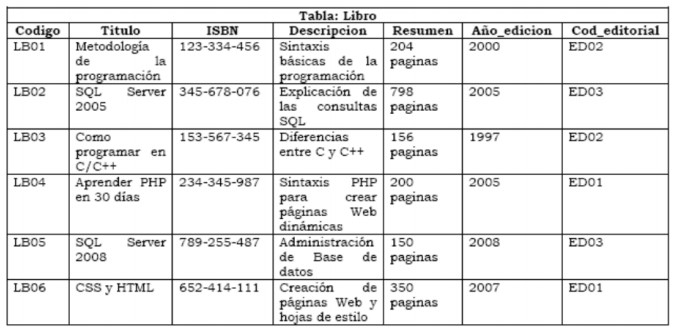 Tabla: Libro
Codigo Titulo ISBN Descripcion Resumen Año_edicion Cod_editorial
LB01 Metodología 123-334-456 Sintaxis 204 2000 ED02
de la básicas de la paginas
programación programación
LB02 SQL Server 345-678-076 Explicación de 798 2005 ED03
2005 las consultas paginas
SQL
LB03 Como 153-567-345 Diferencias 156 1997 ED02
programar en entre C y C++ paginas
C/C++
LB04 Aprender PHP 234-345-987 Sintaxis PHP 200 2005 ED01
en 30 días para crear paginas
páginas Web
dinámicas
LB05 SQL Server 789-255-487 Administración 150 2008 ED03
2008 de Base de paginas
datos
LB06 CSS y HTML 652-414-111 Creación de 350 2007 ED01
páginas Web y paginas
hojas de estilo